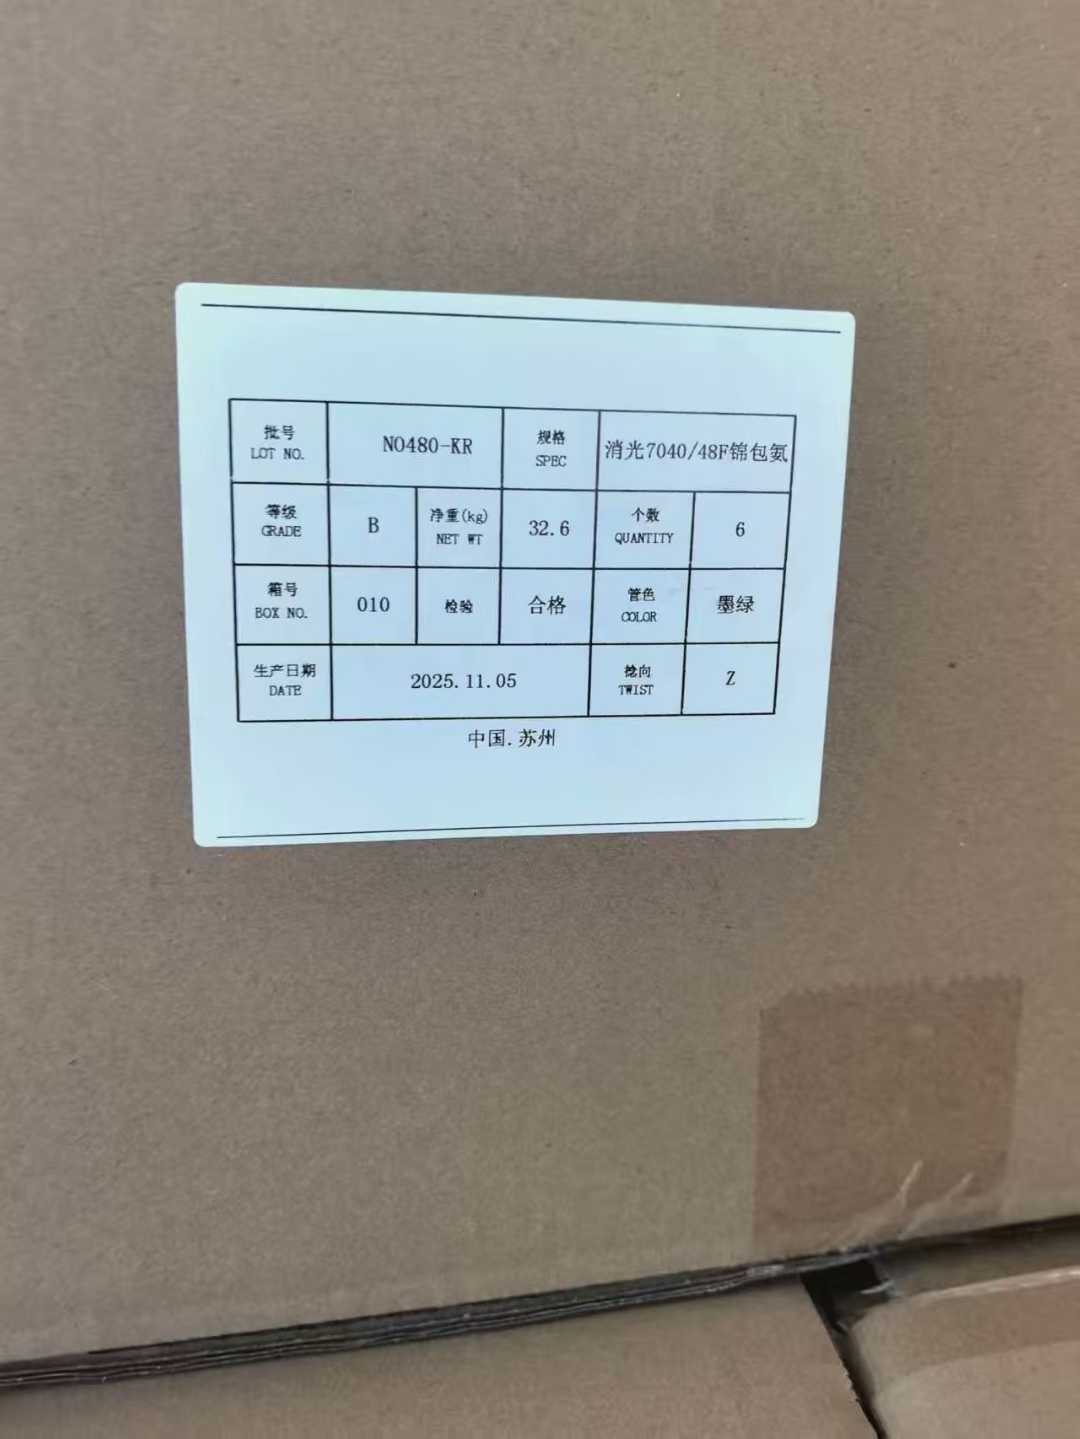 批号 LOT NO. NO480-KR 规格 SPEC 消光7040/48F锦包氨
等级 GRADE B 净重(kg) NET WT 32.6 个数 QUANTITY 6
箱号 BOX NO. 010 检验 合格 管色 COLOR 墨绿
生产日期 DATE 2025.11.05 捻向 TWIST Z
中国.苏州